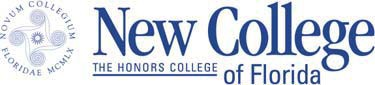 NOVUM COLLEGIUM
FLORIDAE MCMLX
New College
THE HONORS COLLEGE
of Florida